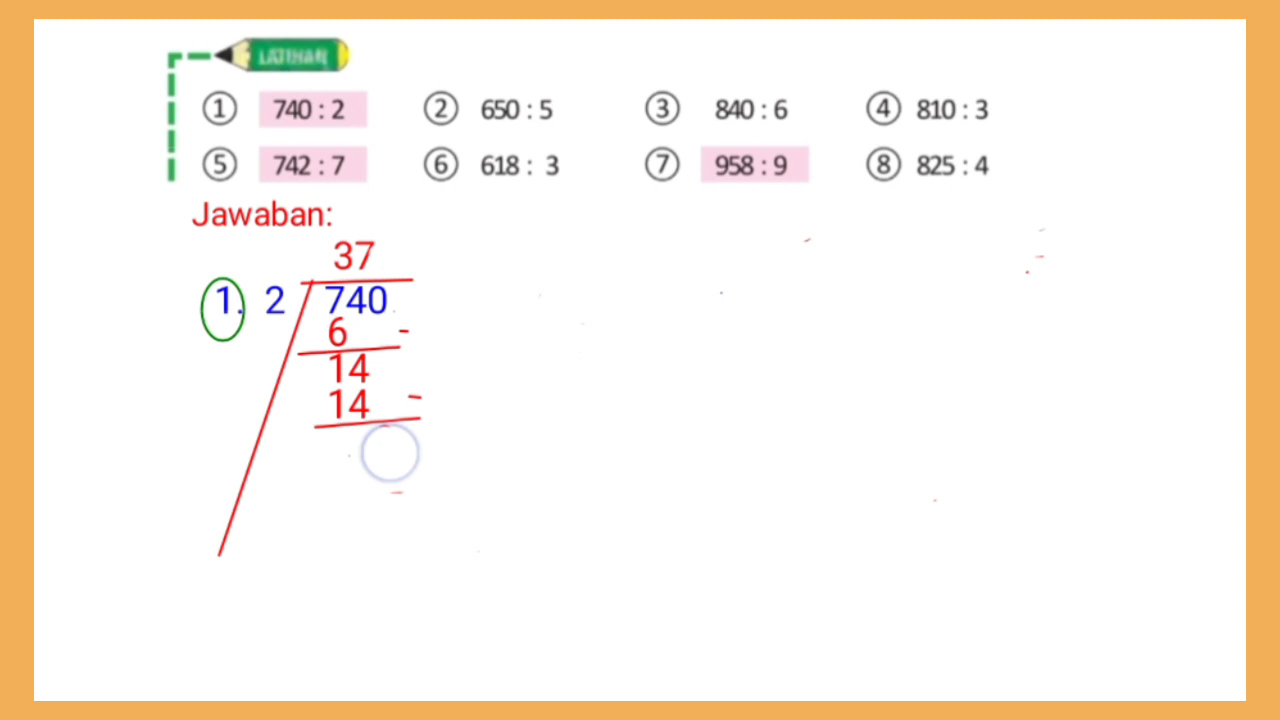 LATIHAN
① 740 : 2 ② 650 : 5 ③ 840 : 6 ④ 810 : 3
⑤ 742 : 7 ⑥ 618 : 3 ⑦ 958 : 9 ⑧ 825 : 4
Jawaban:
37
1. 2 740
6 -
14
14 -